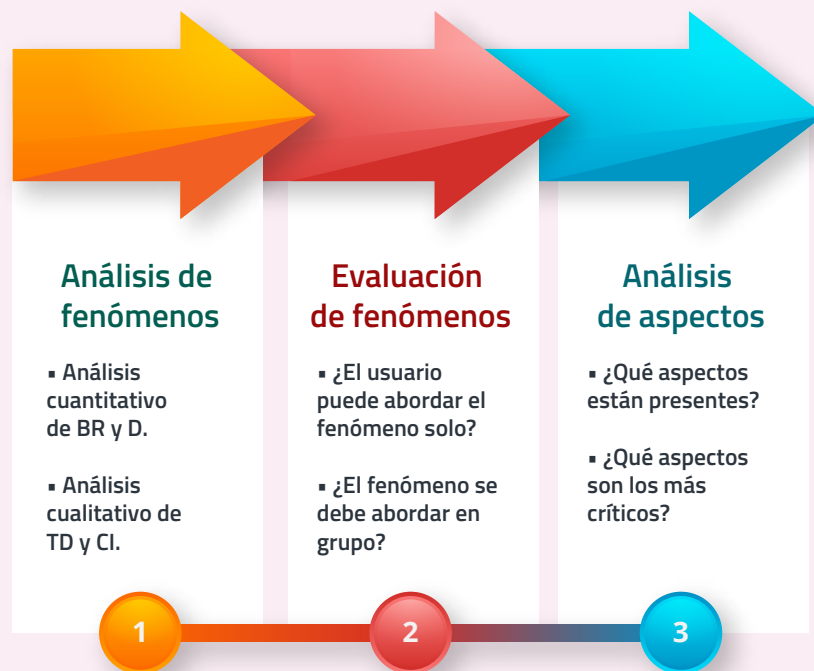 Análisis de
fenómenos
▪ Análisis
cuantitativo
de BR y D.
▪ Análisis
cualitativo de
TD y CI.
Evaluación
de fenómenos
▪ ¿El usuario
puede abordar el
fenómeno solo?
▪ ¿El fenómeno se
debe abordar en
grupo?
Análisis
de aspectos
▪ ¿Qué aspectos
están presentes?
▪ ¿Qué aspectos
son los más
críticos?
1
2
3